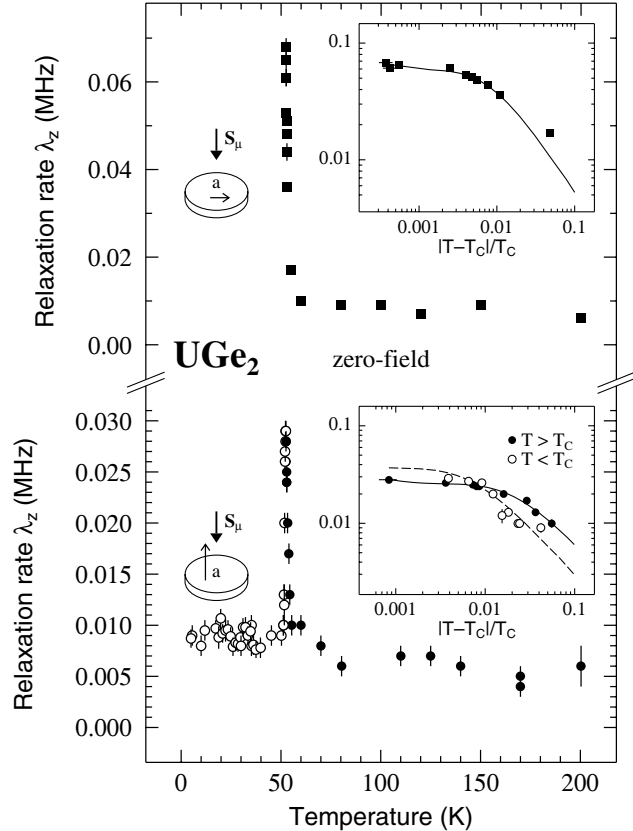 Relaxation rate λz (MHz)
0.06
0.04
0.02
0.00
Sμ
a
0.1
0.01
0.001
0.01
0.1
|T−TC|/TC
UGe2
zero-field
Relaxation rate λz (MHz)
0.030
0.025
0.020
0.015
0.010
0.005
0.000
Sμ
a
0.1
0.01
T > TC
T < TC
0.001
0.01
0.1
|T−TC|/TC
0
50
100
150
200
Temperature (K)